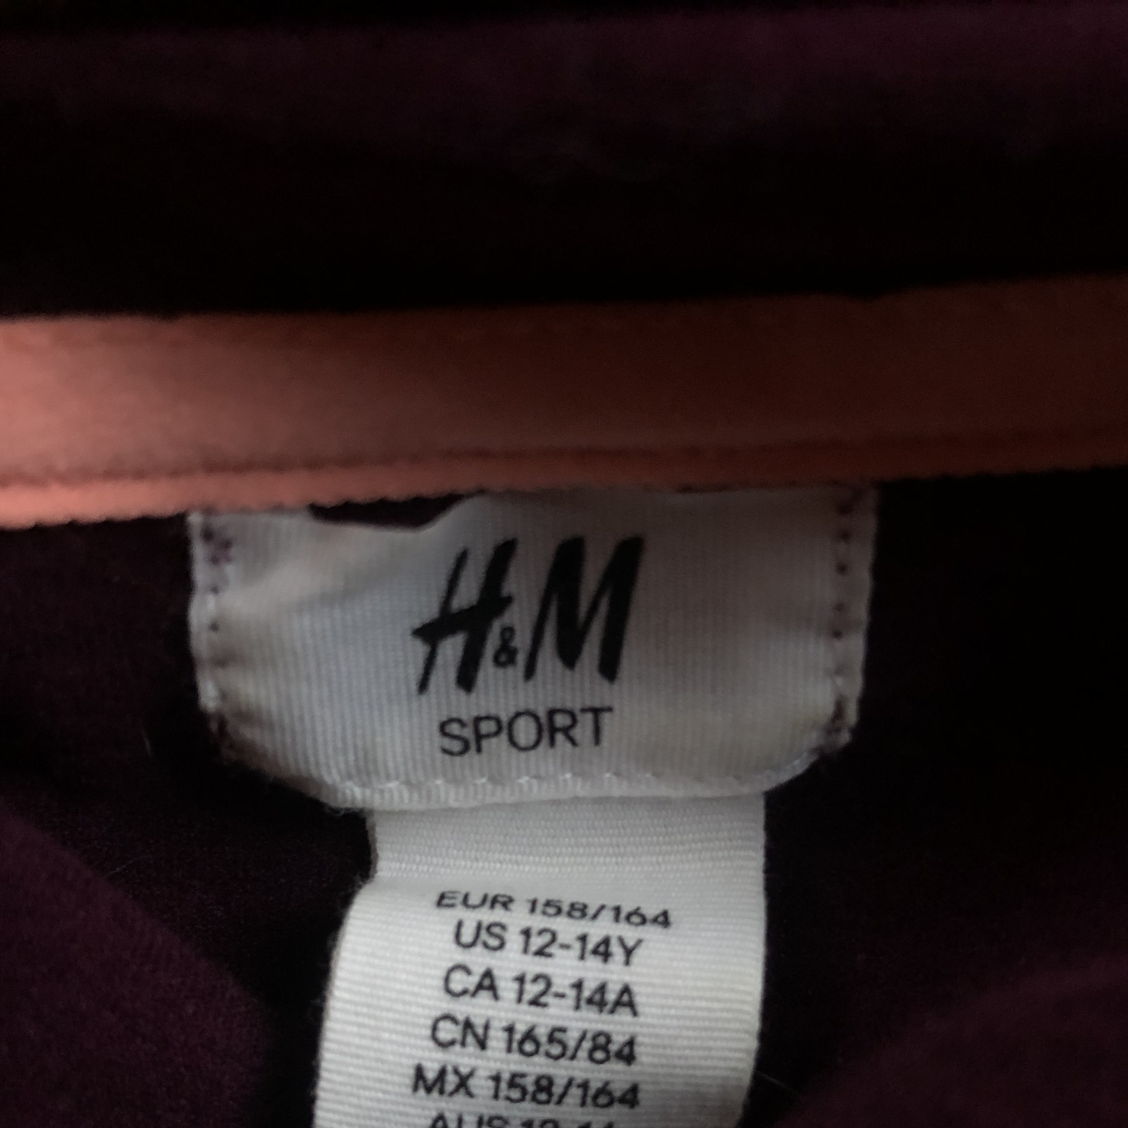 H&M
SPORT
EUR 158/164
US 12-14Y
CA 12-14A
CN 165/84
MX 158/164